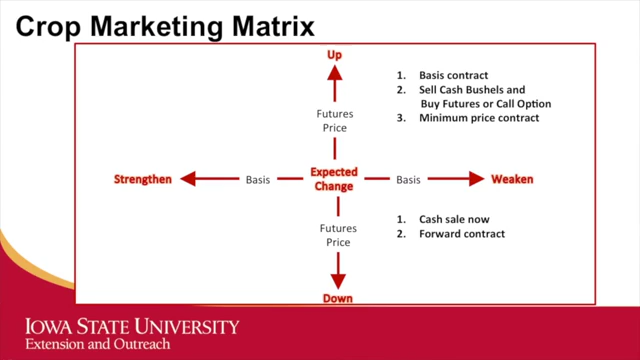 Crop Marketing Matrix
Up
1. Basis contract
2. Sell Cash Bushels and
Buy Futures or Call Option
3. Minimum price contract
Futures
Price
Strengthen
Basis
Expected
Change
Basis
Weaken
Futures
Price
1. Cash sale now
2. Forward contract
Down
IOWA STATE UNIVERSITY
Extension and Outreach